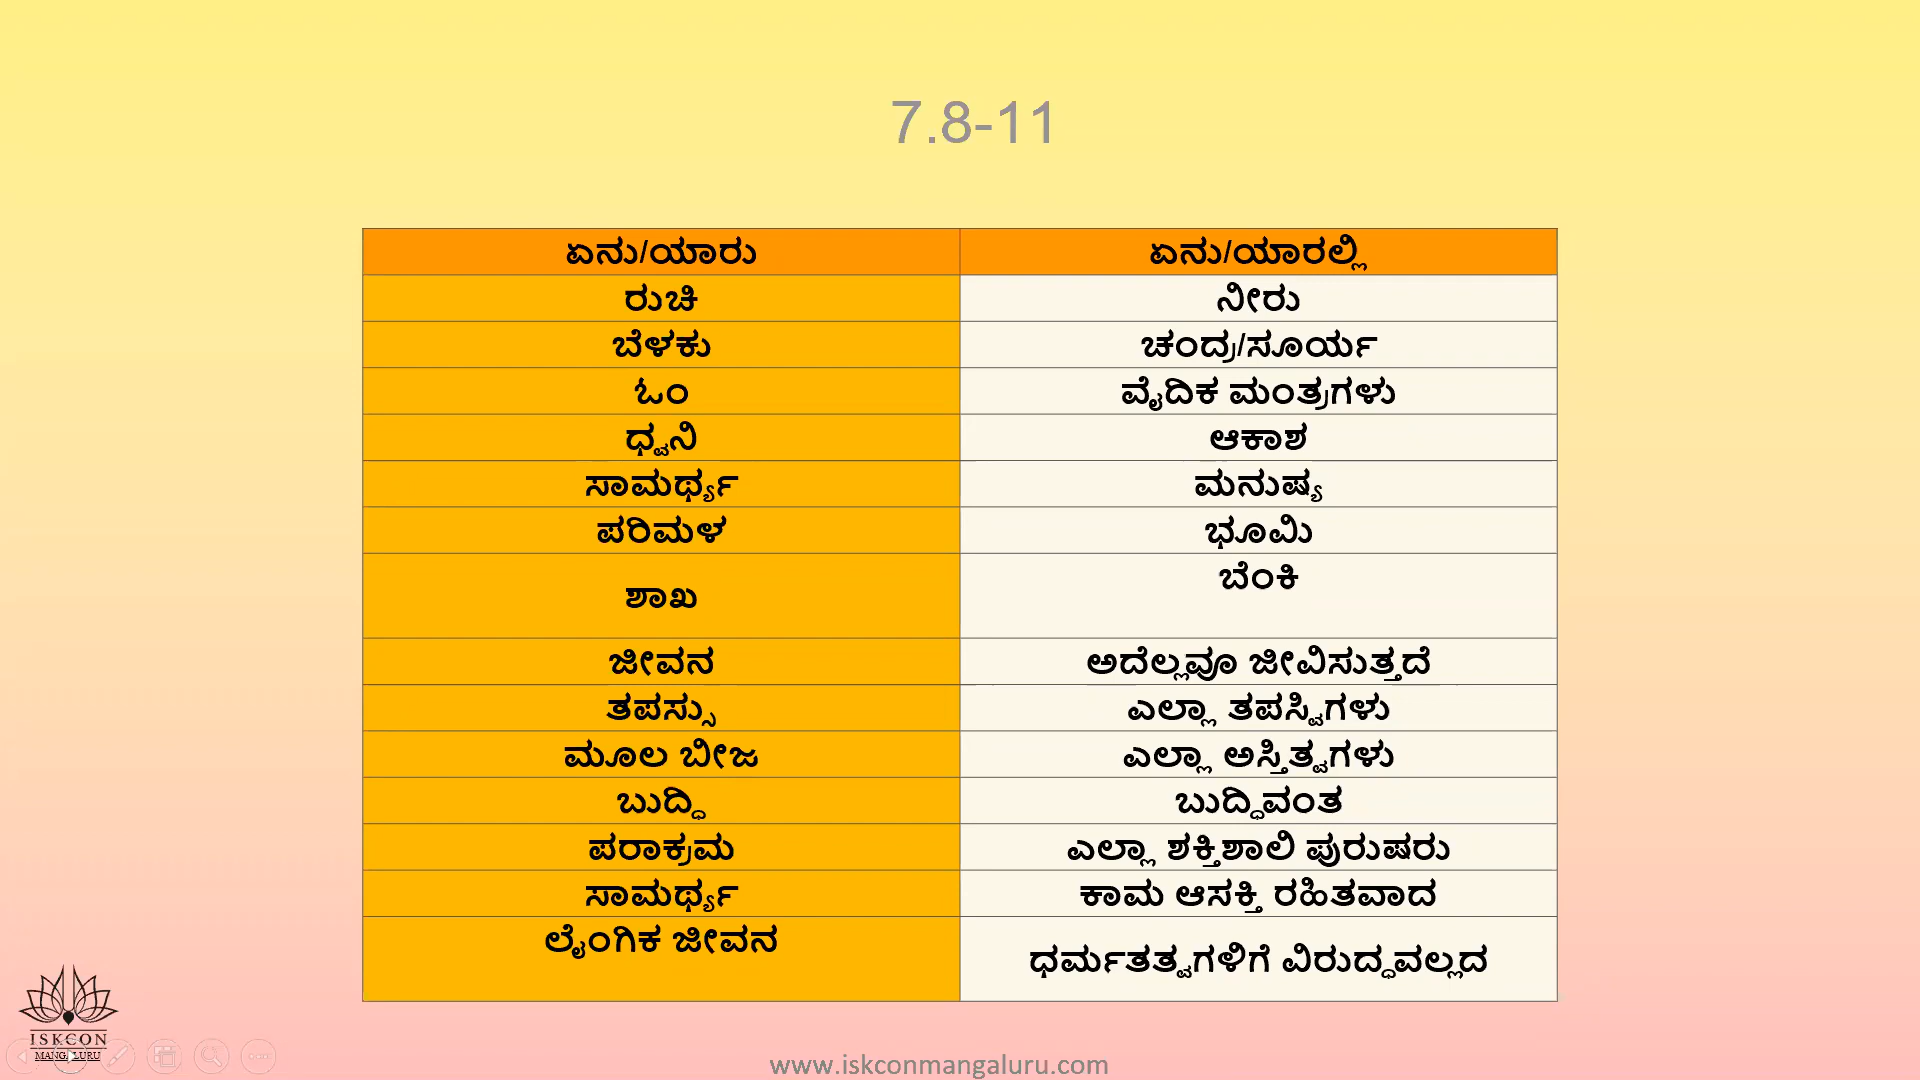 7.8-11
ಏನು/ಯಾರು ಏನು/ಯಾರಲ್ಲಿ
ರುಚಿ ನೀರು
ಬೆಳಕು ಚಂದ್ರ/ಸೂರ್ಯ
ಓಂ ವೈದಿಕ ಮಂತ್ರಗಳು
ಧ್ವನಿ ಆಕಾಶ
ಸಾಮರ್ಥ್ಯ ಮನುಷ್ಯ
ಪರಿಮಳ ಭೂಮಿ
ಶಾಖ ಬೆಂಕಿ
ಜೀವನ ಅದೆಲ್ಲವೂ ಜೀವಿಸುತ್ತದೆ
ತಪಸ್ಸು ಎಲ್ಲಾ ತಪಸ್ವಿಗಳು
ಮೂಲ ಬೀಜ ಎಲ್ಲಾ ಅಸ್ತಿತ್ವಗಳು
ಬುದ್ಧಿ ಬುದ್ಧಿವಂತ
ಪರಾಕ್ರಮ ಎಲ್ಲಾ ಶಕ್ತಿಶಾಲಿ ಪುರುಷರು
ಸಾಮರ್ಥ್ಯ ಕಾಮ ಆಸಕ್ತಿ ರಹಿತವಾದ
ಲೈಂಗಿಕ ಜೀವನ ಧರ್ಮತತ್ವಗಳಿಗೆ ವಿರುದ್ಧವಲ್ಲದ
ISKCON
MANGALURU
www.iskconmangaluru.com